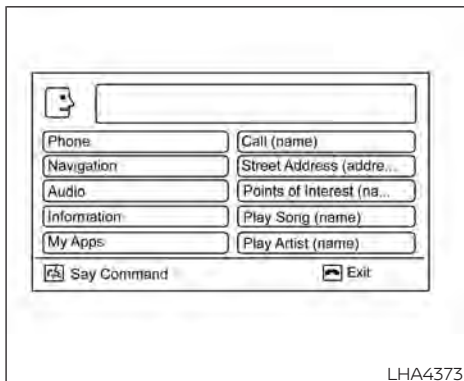 Phone Call (name)
Navigation Street Address (addre...
Audio Points of Interest (na...
Information Play Song (name)
My Apps Play Artist (name)
Say Command Exit
LHA4373